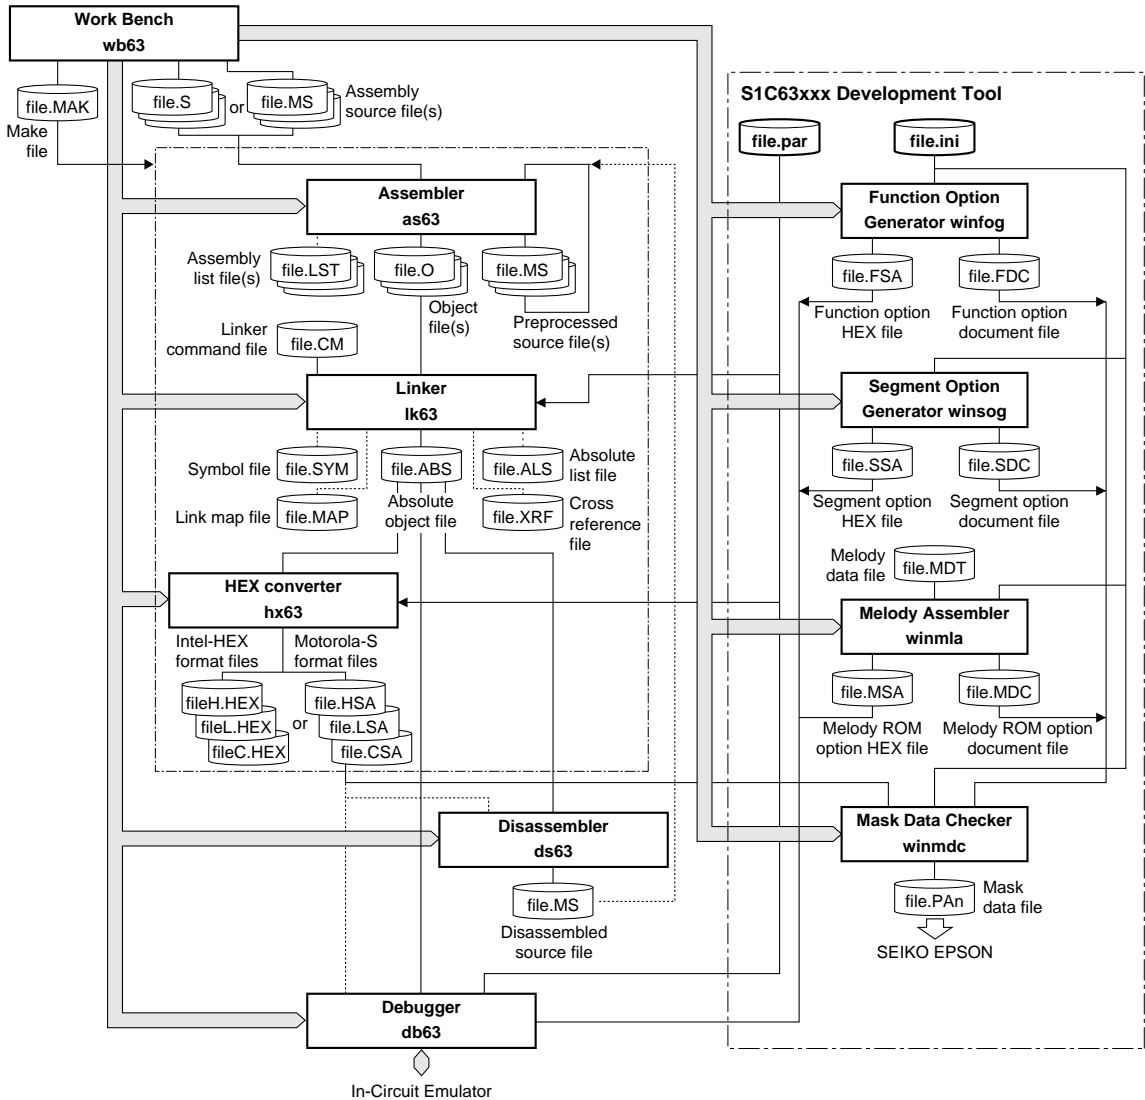 Work Bench
wb63
file.MAK
Make
file
file.S
or
file.MS
Assembly
source file(s)
Assembler
as63
Assembly
list file(s)
file.LST
file.O
file.MS
Object
file(s)
Preprocessed
source file(s)
Linker
command file
file.CM
Linker
lk63
Symbol file
file.SYM
file.ABS
file.ALS
Absolute
list file
Link map file
file.MAP
Absolute
object file
file.XRF
Cross
reference
file
HEX converter
hx63
Intel-HEX
format files
Motorola-S
format files
fileH.HEX
fileL.HEX
fileC.HEX
or
file.HSA
file.LSA
file.CSA
Disassembler
ds63
file.MS
Disassembled
source file
Debugger
db63
In-Circuit Emulator
S1C63xxx Development Tool
file.par
file.ini
Function Option
Generator winfog
file.FSA
file.FDC
Function option
HEX file
Function option
document file
Segment Option
Generator winsog
file.SSA
file.SDC
Segment option
HEX file
Segment option
document file
Melody
data file
file.MDT
Melody Assembler
winmla
file.MSA
file.MDC
Melody ROM
option HEX file
Melody ROM option
document file
Mask Data Checker
winmdc
file.PAn
Mask
data file
SEIKO EPSON